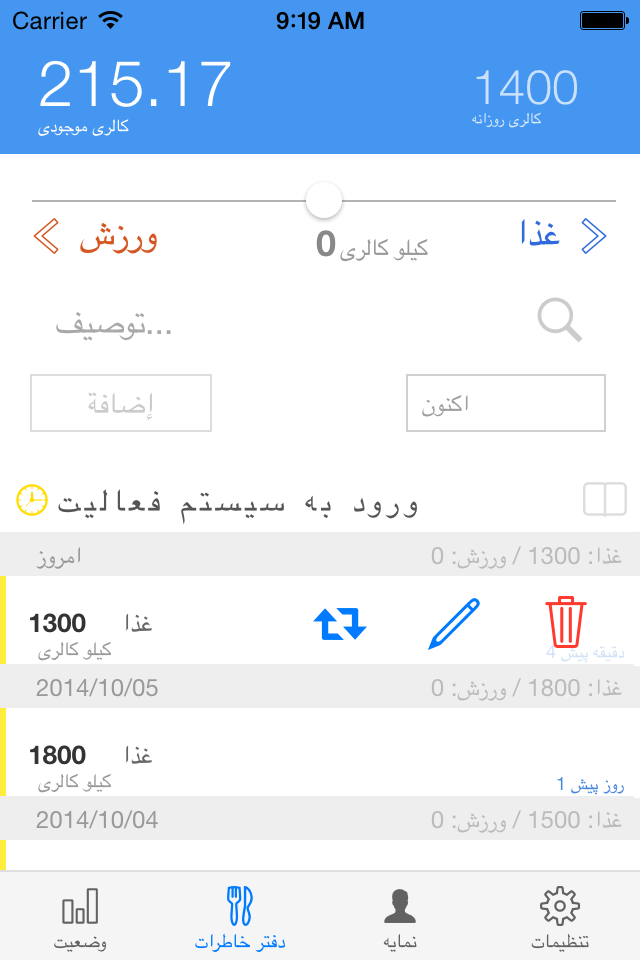 Carrier 9:19 AM
215.17 1400
کالری موجودی کالری روزانه
ورزش 0 کیلو کالری غذا
توصیف...
إضافة اکنون
ورود به سیستم فعالیت
امروز غذا: 1300 / ورزش: 0
1300 غذا
کیلو کالری 4 دقیقه پیش
2014/10/05 غذا: 1800 / ورزش: 0
1800 غذا
کیلو کالری 1 روز پیش
2014/10/04 غذا: 1500 / ورزش: 0
وضعیت دفتر خاطرات نمایه تنظیمات